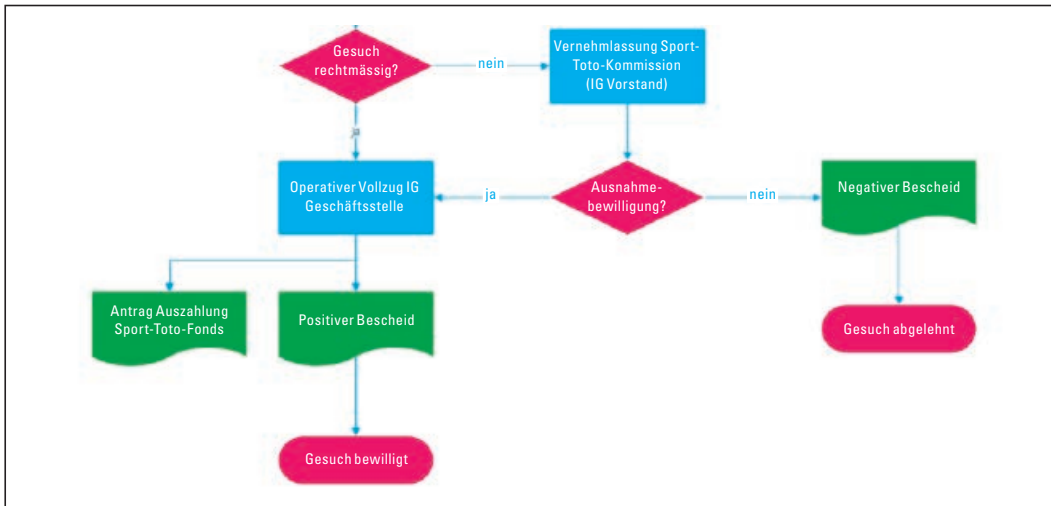 Gesuch
rechtmässig?
nein
Vernehmlassung Sport-
Toto-Kommission
(IG Vorstand)
ja
Operativer Vollzug IG
Geschäftsstelle
ja
Ausnahme-
bewilligung?
nein
Negativer Bescheid
Antrag Auszahlung
Sport-Toto-Fonds
Positiver Bescheid
Gesuch abgelehnt
Gesuch bewilligt